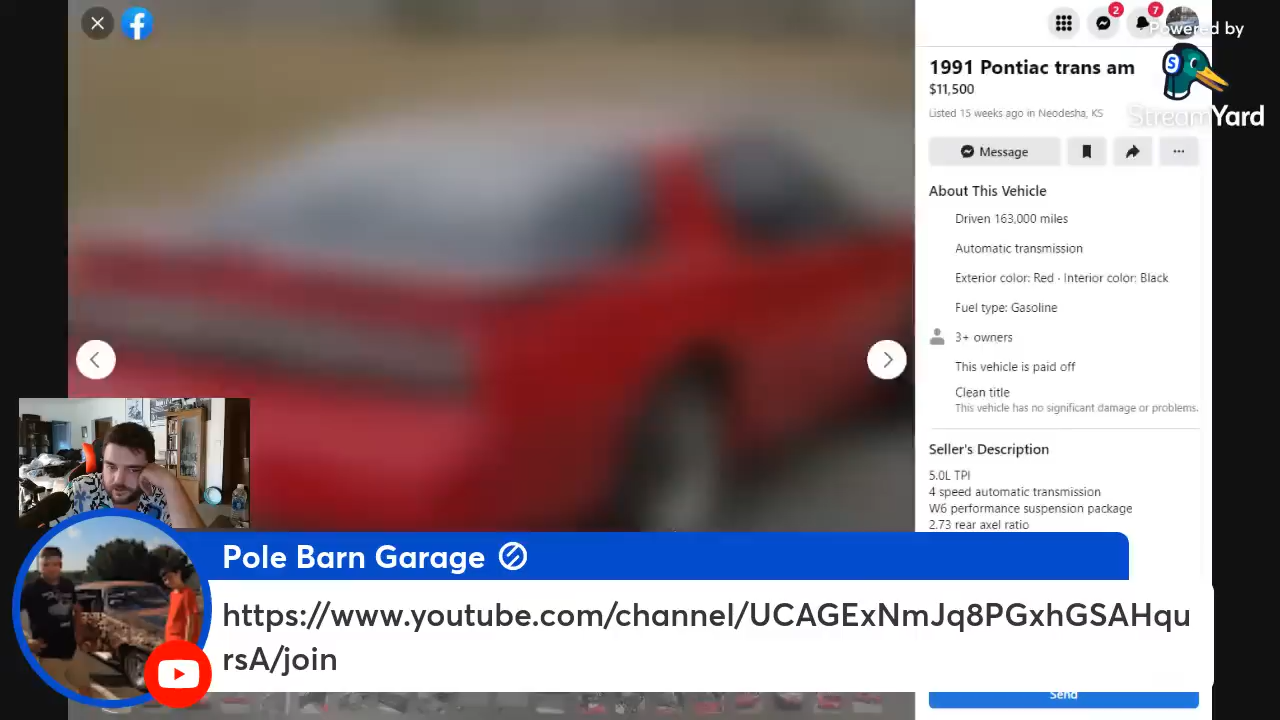 2
7
Powered by
StreamYard
1991 Pontiac trans am
$11,500
Listed 15 weeks ago in Neodesha, KS
Message
About This Vehicle
Driven 163,000 miles
Automatic transmission
Exterior color: Red · Interior color: Black
Fuel type: Gasoline
3+ owners
This vehicle is paid off
Clean title
This vehicle has no significant damage or problems.
Seller's Description
5.0L TPI
4 speed automatic transmission
W6 performance suspension package
2.73 rear axel ratio
Pole Barn Garage
https://www.youtube.com/channel/UCAGExNmJq8PGxhGSAHqu
rsA/join
Send